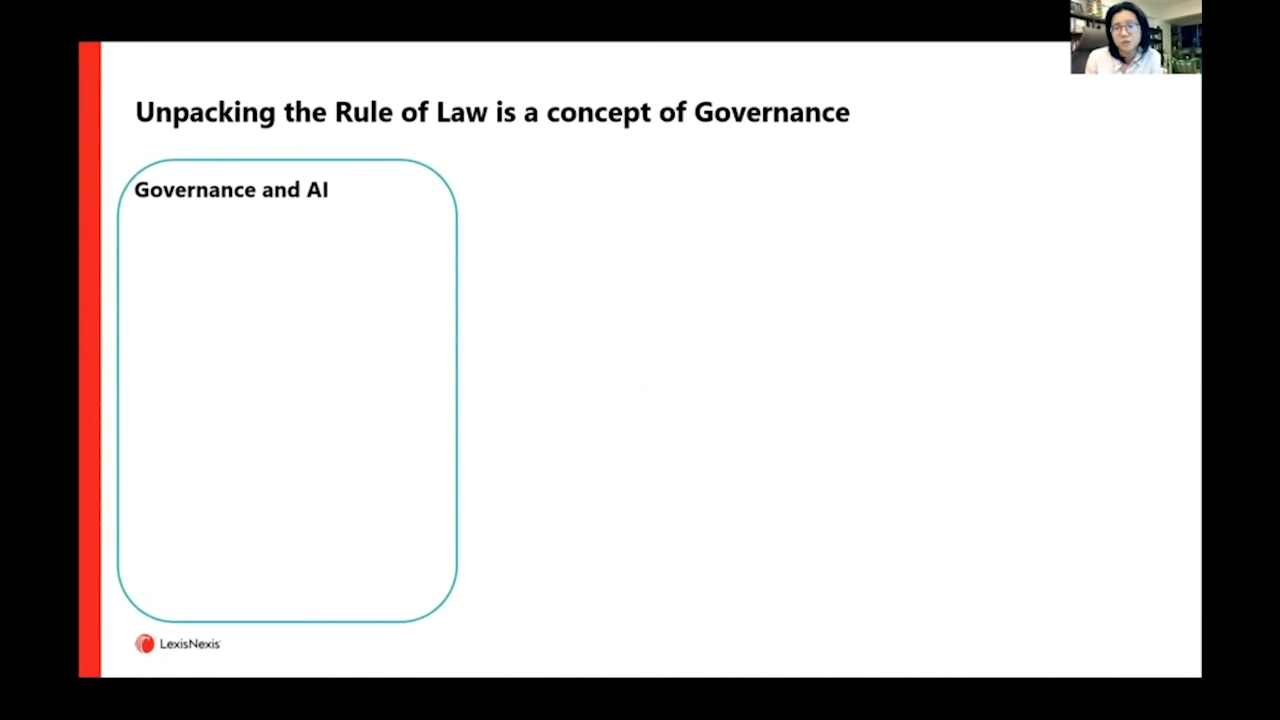 Unpacking the Rule of Law is a concept of Governance
Governance and AI
LexisNexis